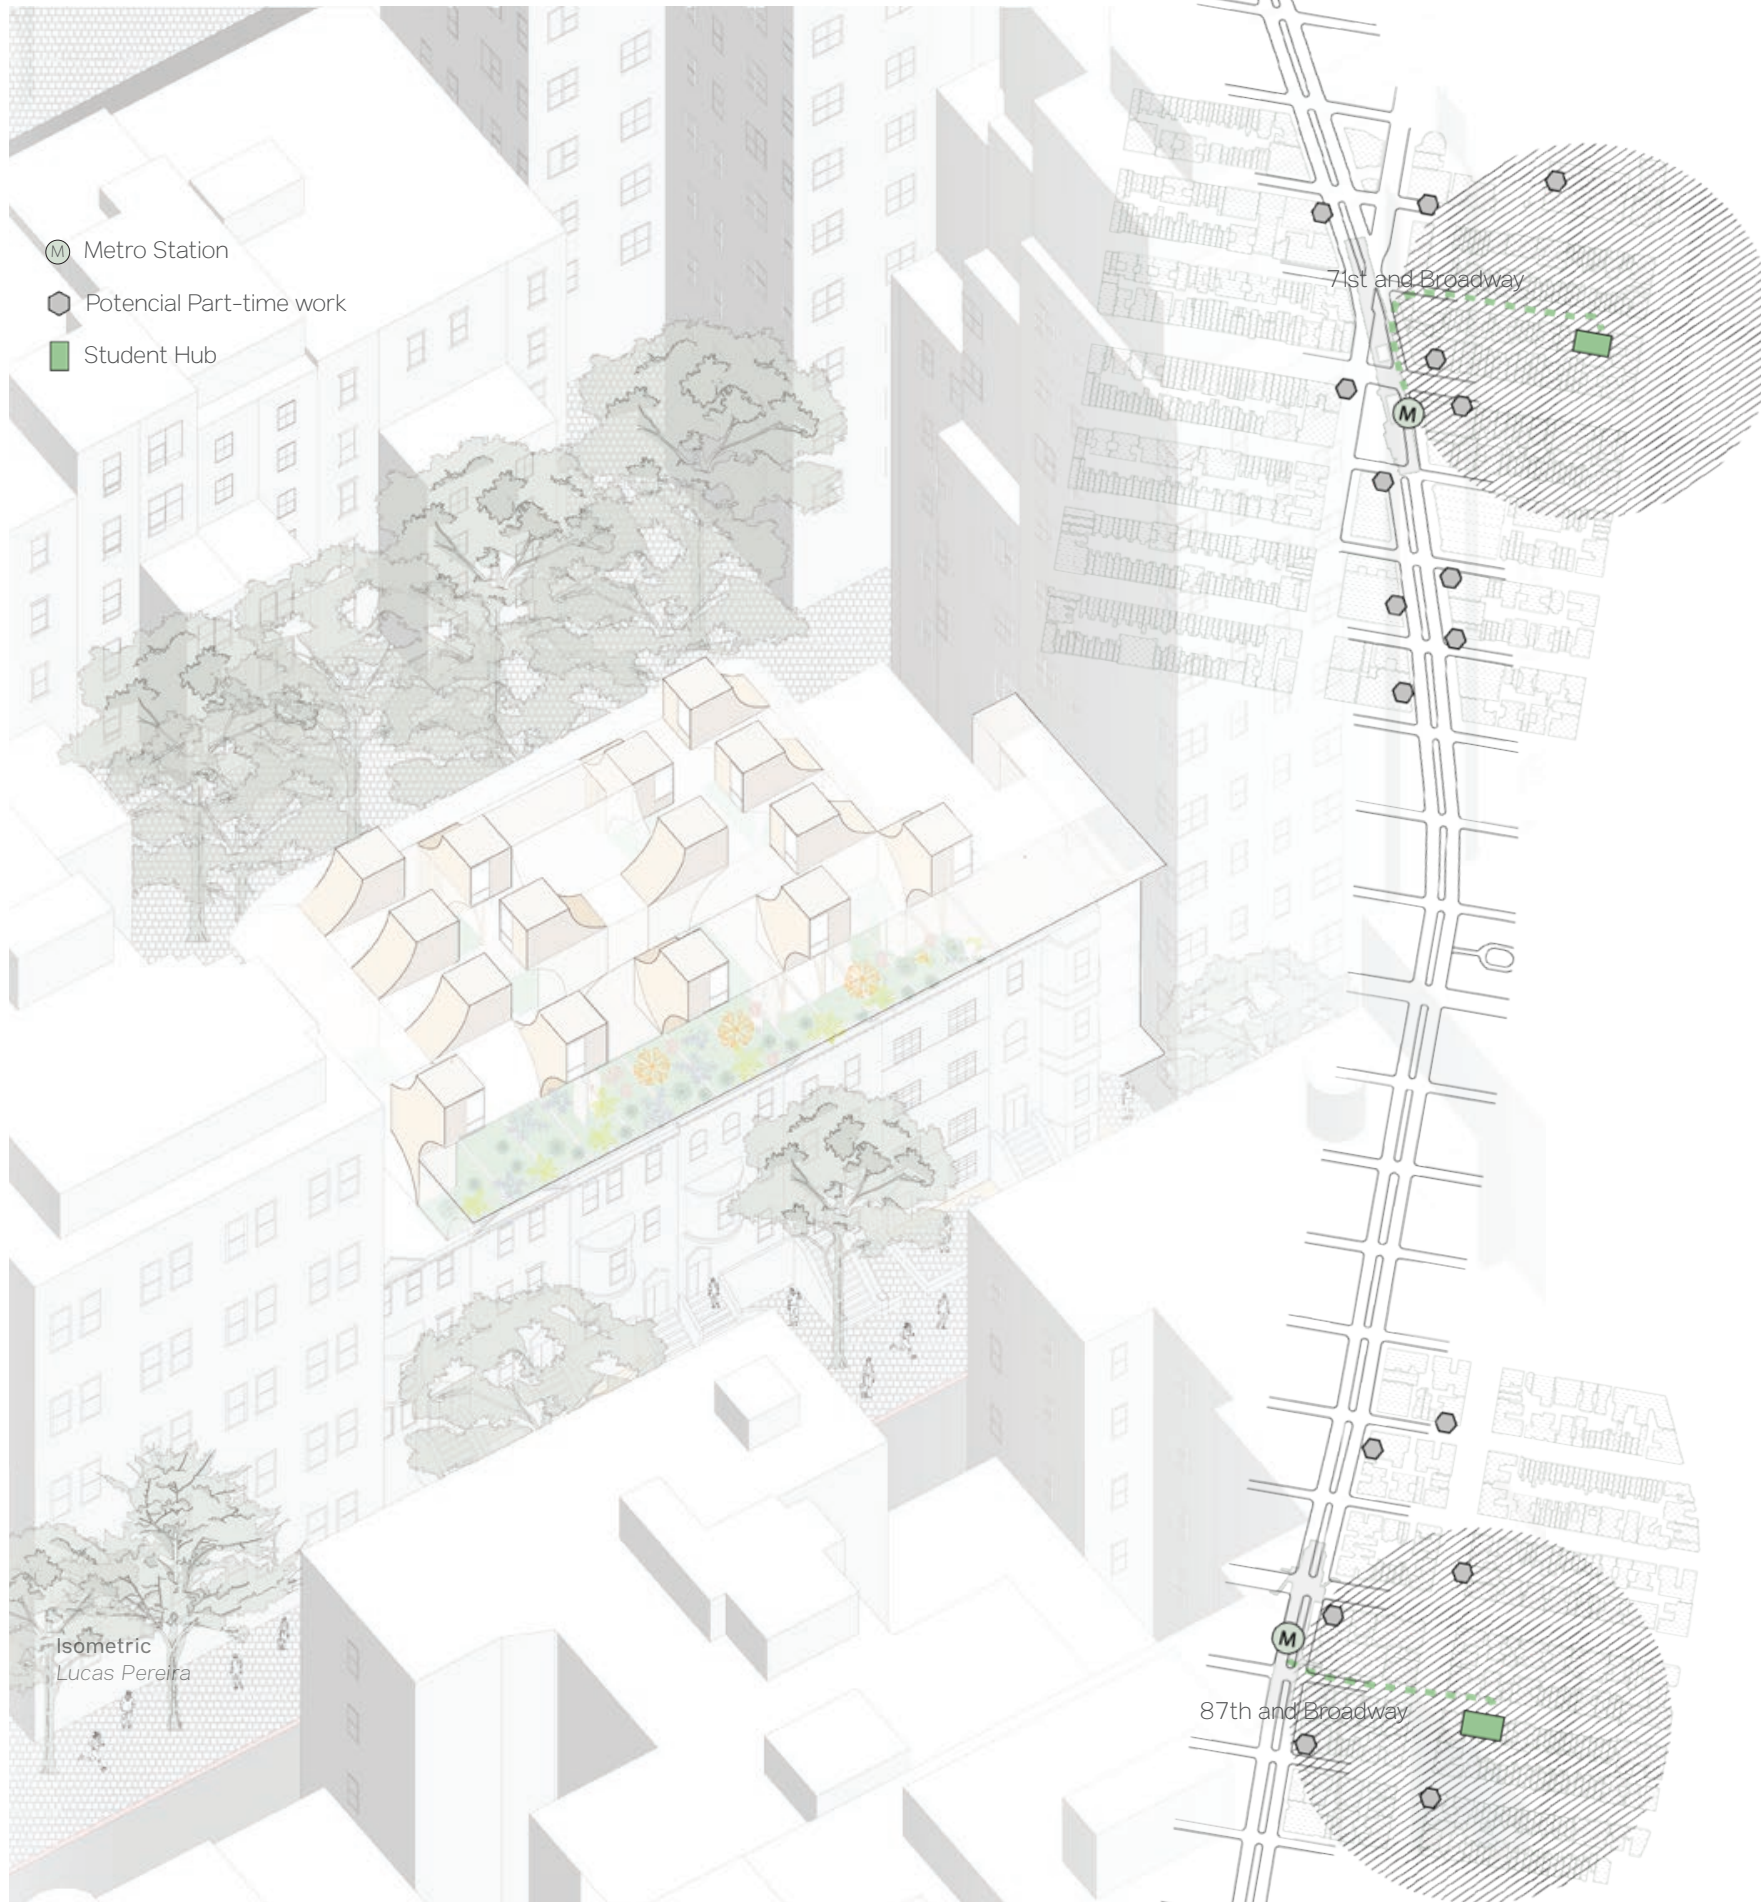 M Metro Station
Potencial Part-time work
Student Hub
71st and Broadway
M
M
87th and Broadway
Isometric
Lucas Pereira